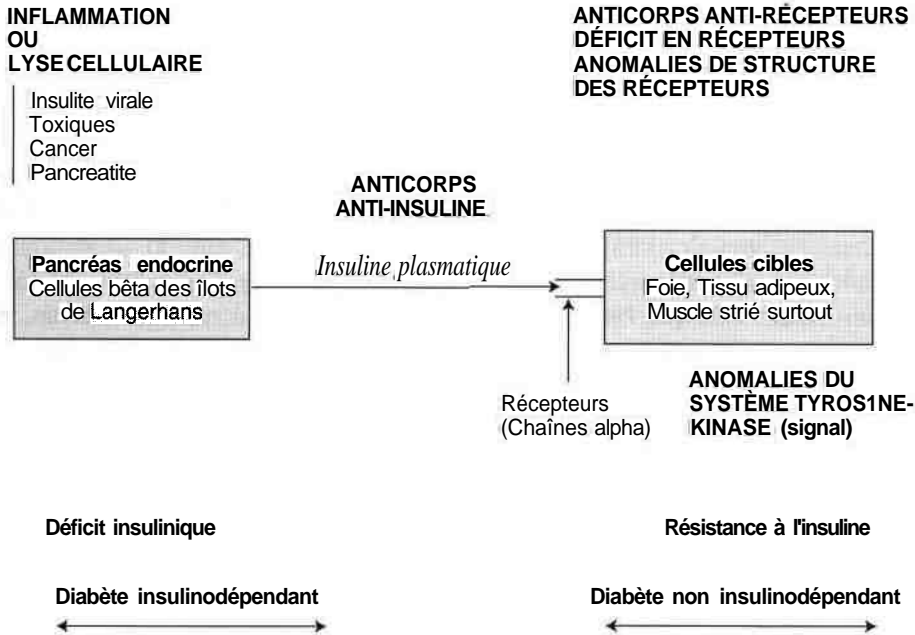 INFLAMMATION
OU
LYSE CELLULAIRE
Insulite virale
Toxiques
Cancer
Pancreatite
ANTICORPS ANTI-RÉCEPTEURS
DÉFICIT EN RÉCEPTEURS
ANOMALIES DE STRUCTURE
DES RÉCEPTEURS
ANTICORPS
ANTI-INSULINE
Pancréas endocrine
Cellules bêta des îlots
de Langerhans
Insuline plasmatique
Cellules cibles
Foie, Tissu adipeux,
Muscle strié surtout
Récepteurs
(Chaînes alpha)
ANOMALIES DU
SYSTÈME TYROS1NE-
KINASE (signal)
Déficit insulinique
Résistance à l'insuline
Diabète insulinodépendant
Diabète non insulinodépendant